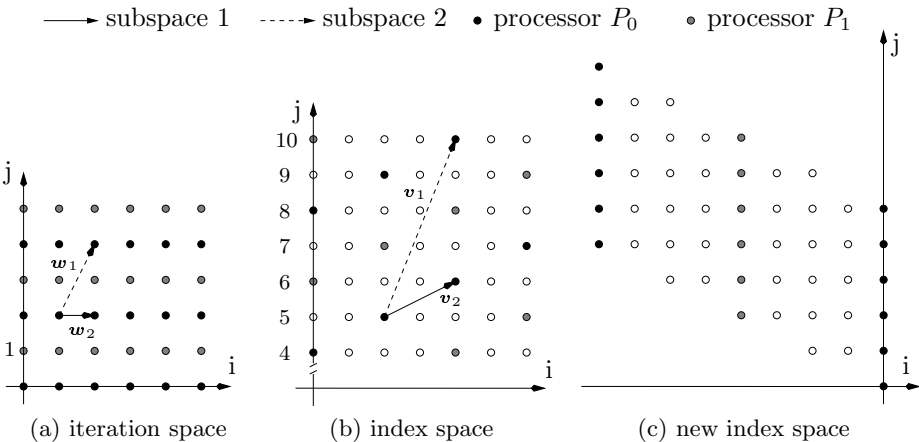 subspace 1 subspace 2 processor P0 processor P1
j
w1
w2
1
i
(a) iteration space
j
10
9
8
7
6
5
4
v1
v2
i
(b) index space
j
i
(c) new index space